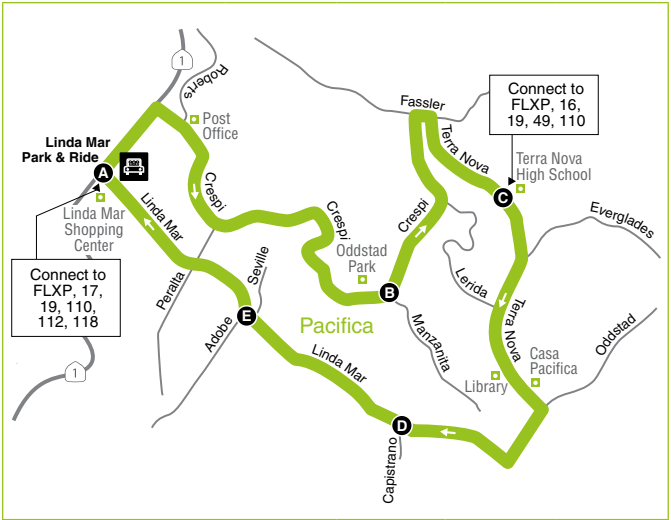 1
Roberts
Post
Office
Fassler
Connect to
FLXP, 16,
19, 49, 110
Linda Mar
Park & Ride
A
Terra Nova
Terra Nova
High School
C
Crespi
Linda Mar
Linda Mar
Shopping
Center
Crespi
Crespi
Everglades
Oddstad
Park
Connect to
FLXP, 17,
19, 110,
112, 118
Peralta
Seville
B
Lerida
E
Adobe
Pacifica
Manzanita
Terra Nova
Oddstad
Linda Mar
Casa
Pacifica
Library
1
D
Capistrano